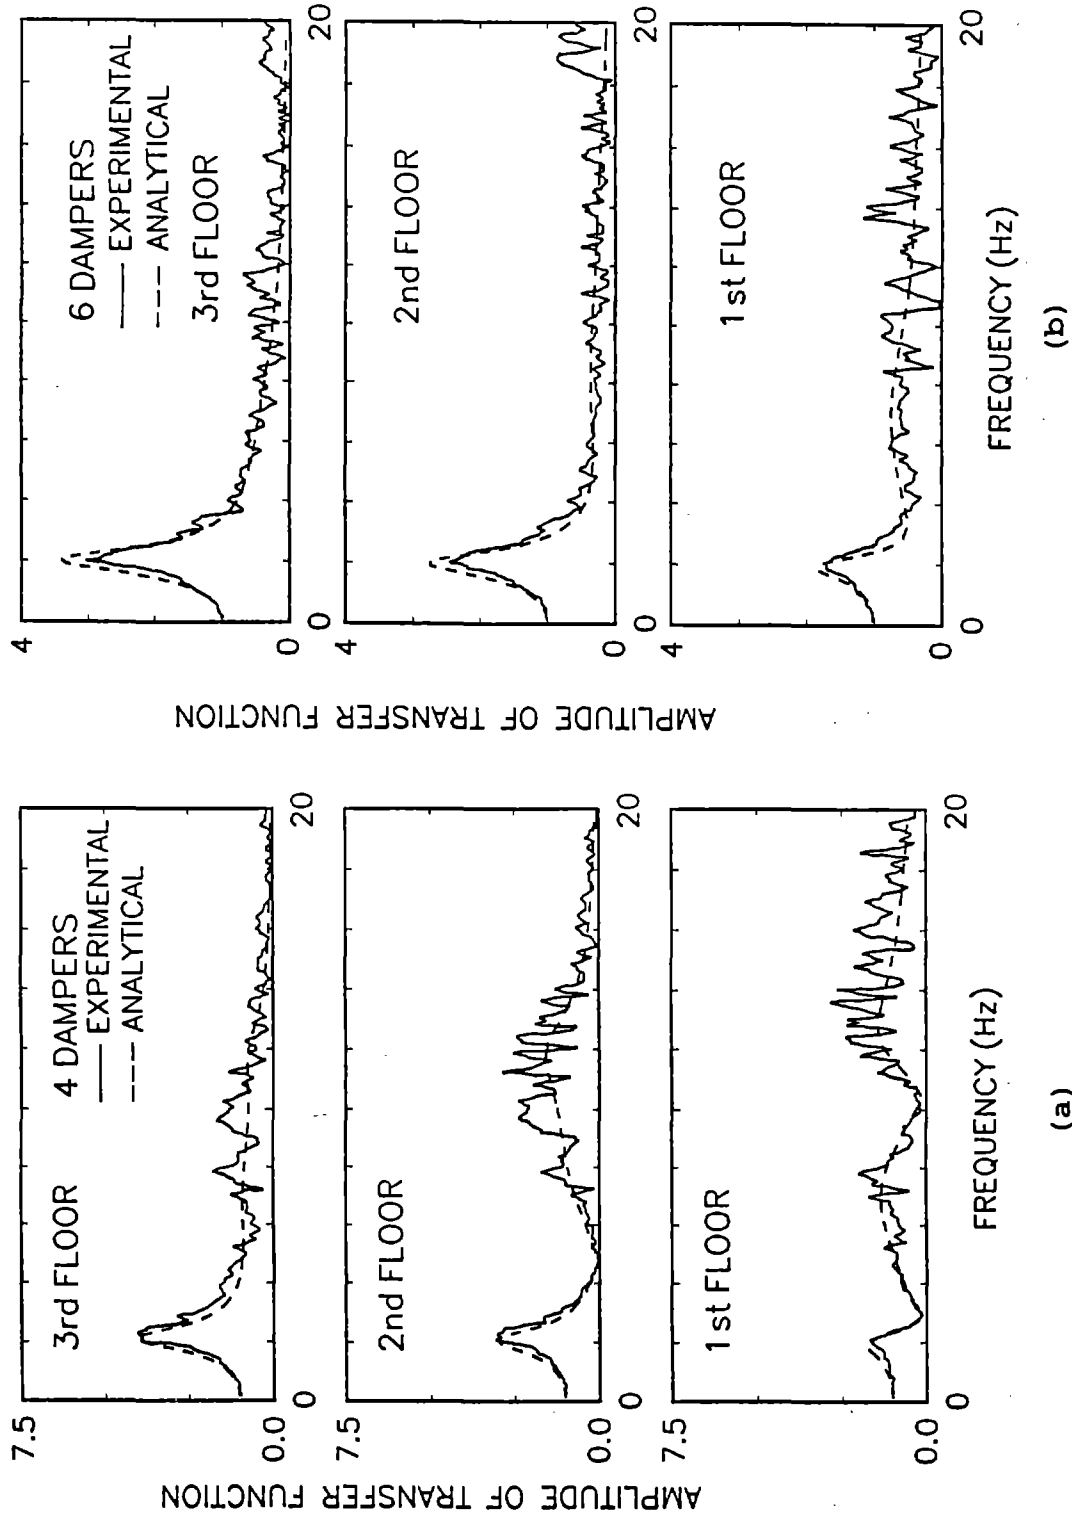 AMPLITUDE OF TRANSFER FUNCTION
7.5
4 DAMPERS
EXPERIMENTAL
ANALYTICAL
3rd FLOOR
0.0
0
20
7.5
2nd FLOOR
0.0
7.5
1st FLOOR
0.0
0
20
FREQUENCY (Hz)
(a)
AMPLITUDE OF TRANSFER FUNCTION
4
6 DAMPERS
EXPERIMENTAL
ANALYTICAL
3rd FLOOR
0
0
20
4
2nd FLOOR
0
0
20
4
1st FLOOR
0
0
20
FREQUENCY (Hz)
(b)